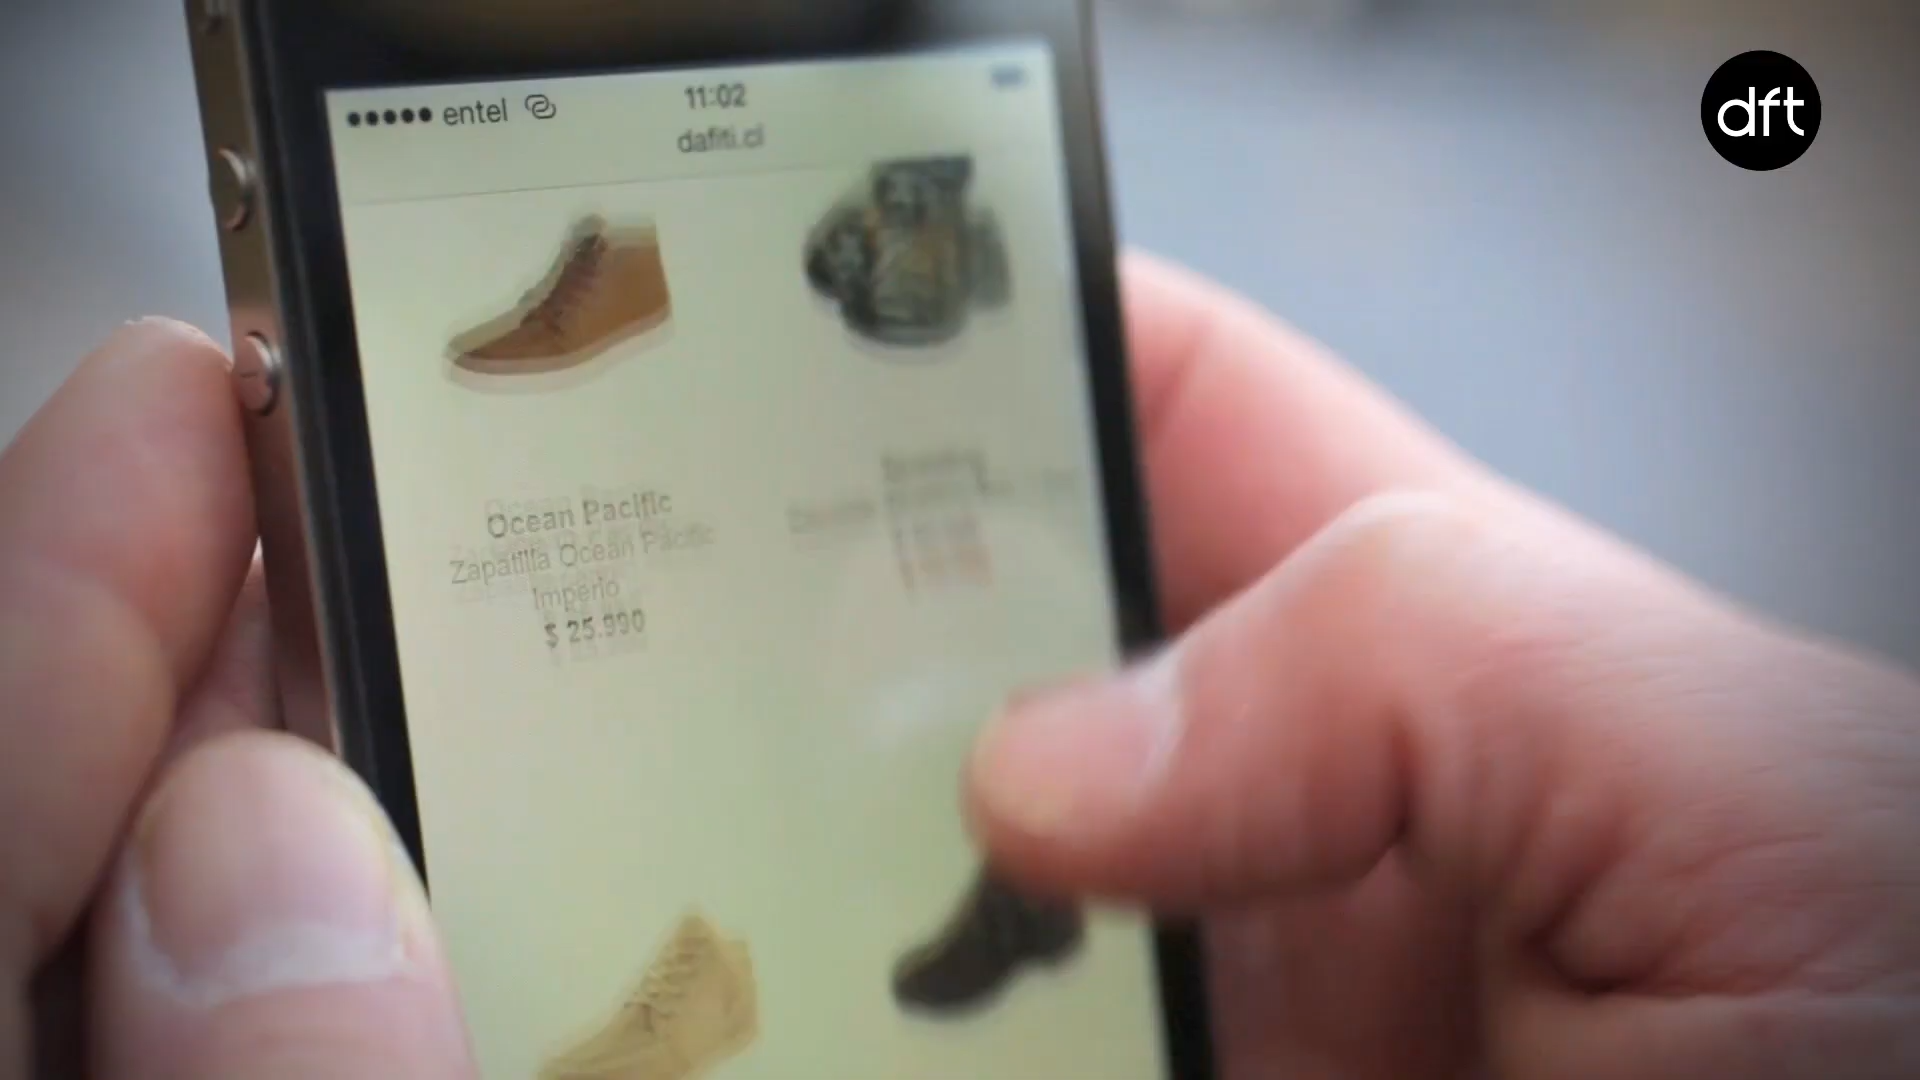 entel
11:02
dafiti.cl
dft
Ocean Pacific
Zapatilla Ocean Pacific
Imperio
$ 25.990